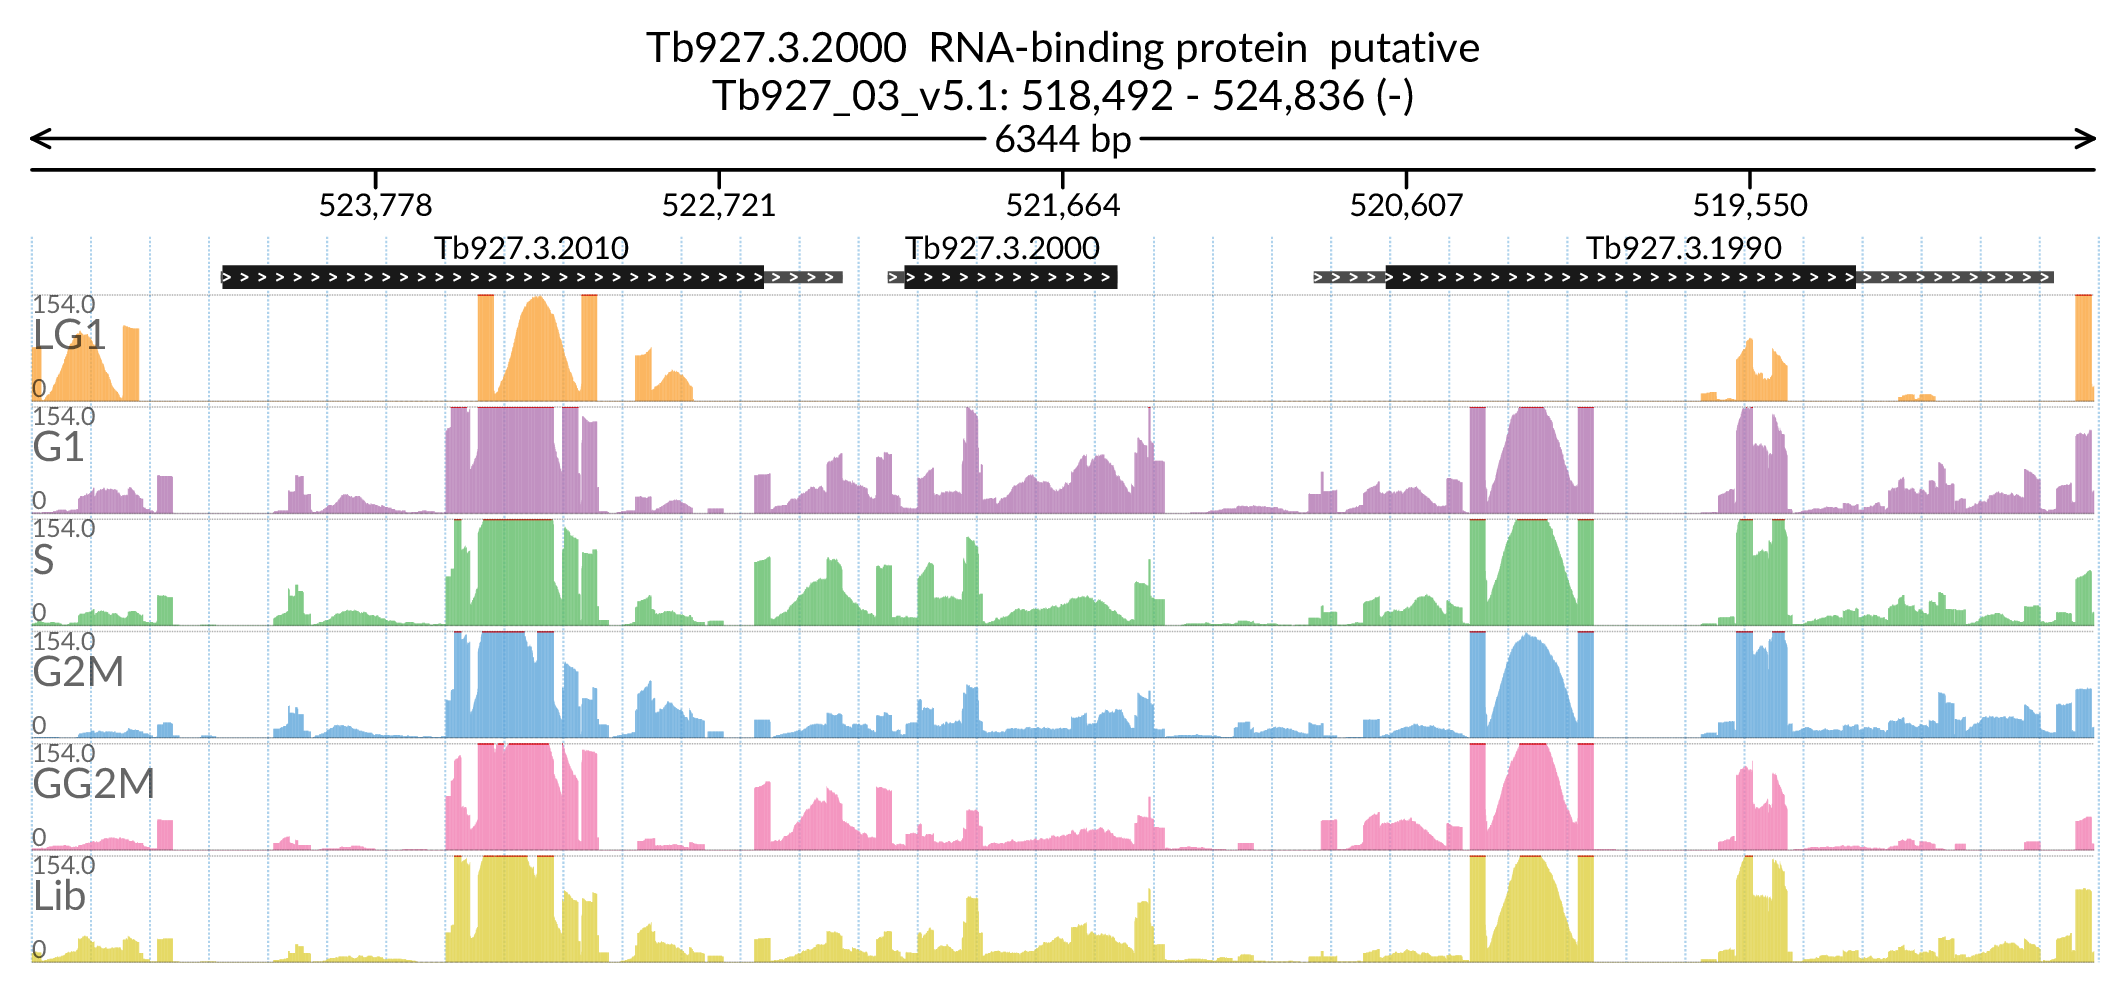 Tb927.3.2000 RNA-binding protein putative
Tb927_03_v5.1: 518,492 - 524,836 (-)
6344 bp
523,778 522,721 521,664 520,607 519,550
Tb927.3.2010 Tb927.3.2000 Tb927.3.1990
154.0
LG1
0
154.0
G1
0
154.0
S
0
154.0
G2M
0
154.0
GG2M
0
154.0
Lib
0